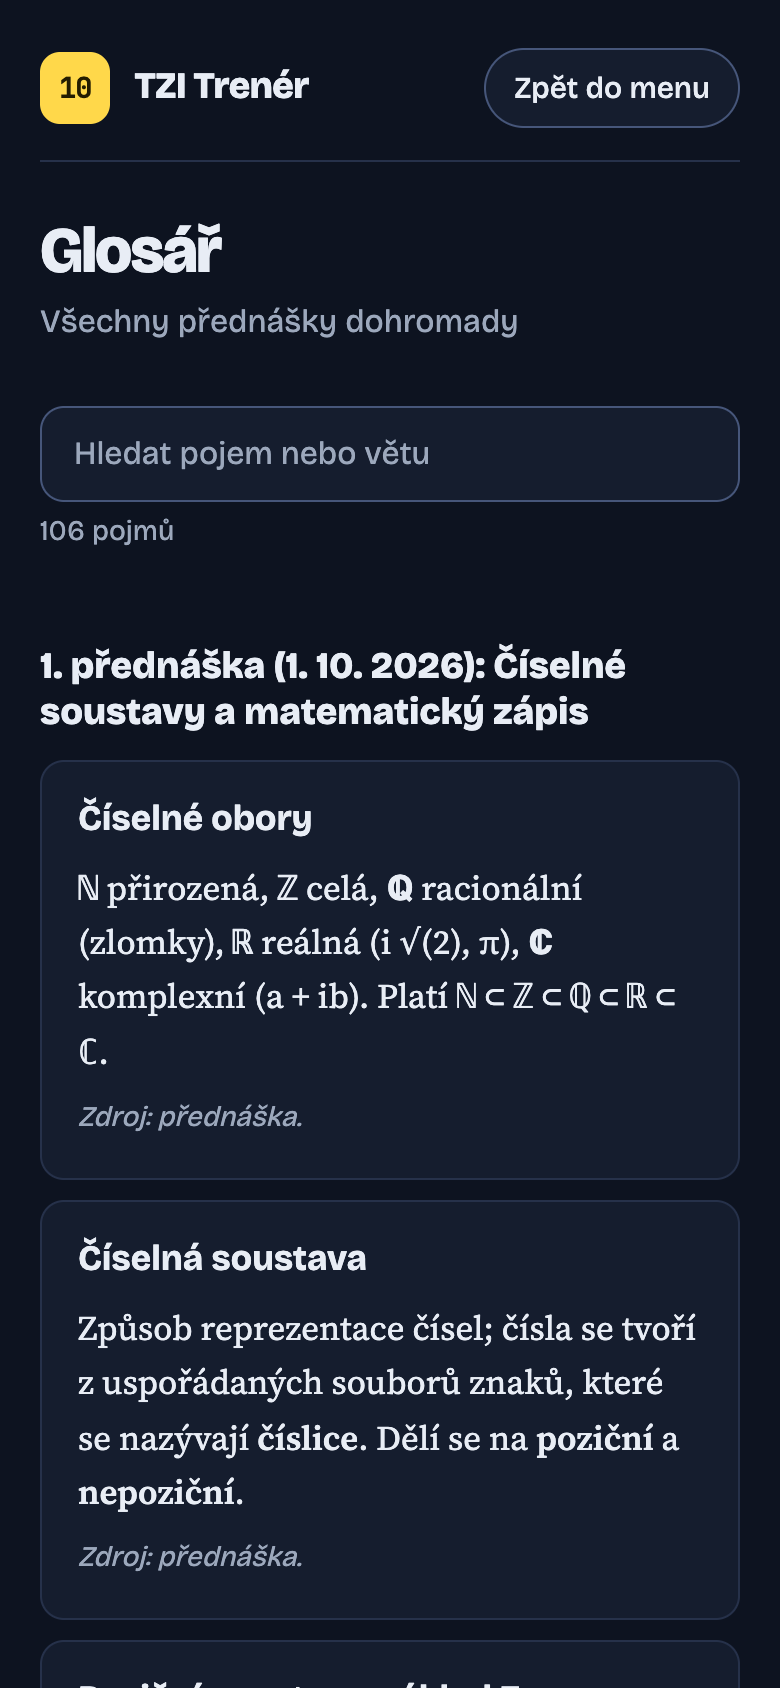 10 TZI Trenér Zpět do menu
Glosář
Všechny přednášky dohromady
Hledat pojem nebo větu
106 pojmů
1. přednáška (1. 10. 2026): Číselné
soustavy a matematický zápis
Číselné obory
ℕ přirozená, ℤ celá, ℚ racionální
(zlomky), ℝ reálná (i √(2), π), ℂ
komplexní (a + ib). Platí ℕ ⊂ ℤ ⊂ ℚ ⊂ ℝ ⊂
ℂ.
Zdroj: přednáška.
Číselná soustava
Způsob reprezentace čísel; čísla se tvoří
z uspořádaných souborů znaků, které
se nazývají číslice. Dělí se na poziční a
nepoziční.
Zdroj: přednáška.